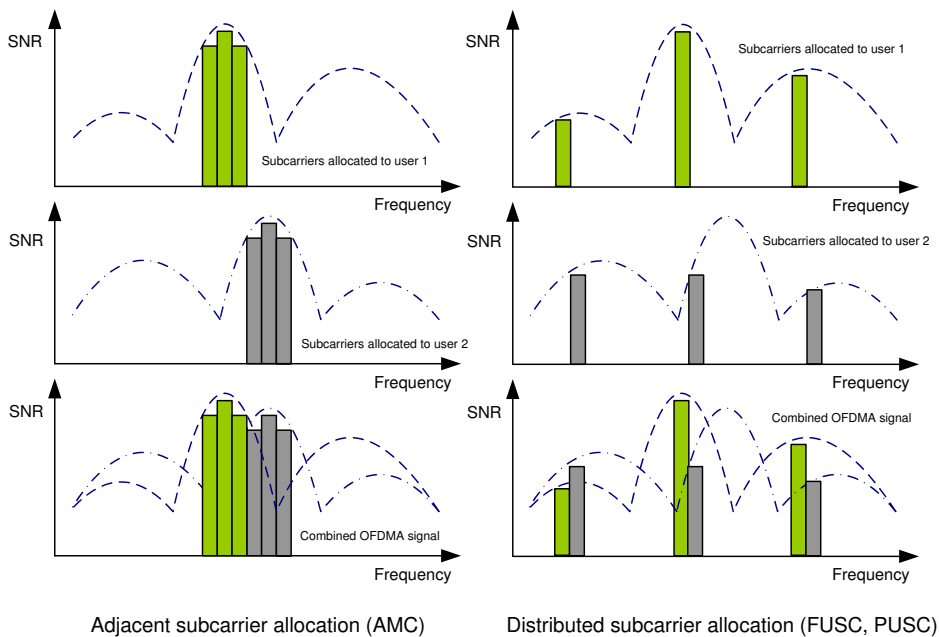 SNR
Subcarriers allocated to user 1
Frequency
SNR
Subcarriers allocated to user 2
Frequency
SNR
Combined OFDMA signal
Frequency
Adjacent subcarrier allocation (AMC)
SNR
Subcarriers allocated to user 1
Frequency
SNR
Subcarriers allocated to user 2
Frequency
SNR
Combined OFDMA signal
Frequency
Distributed subcarrier allocation (FUSC, PUSC)